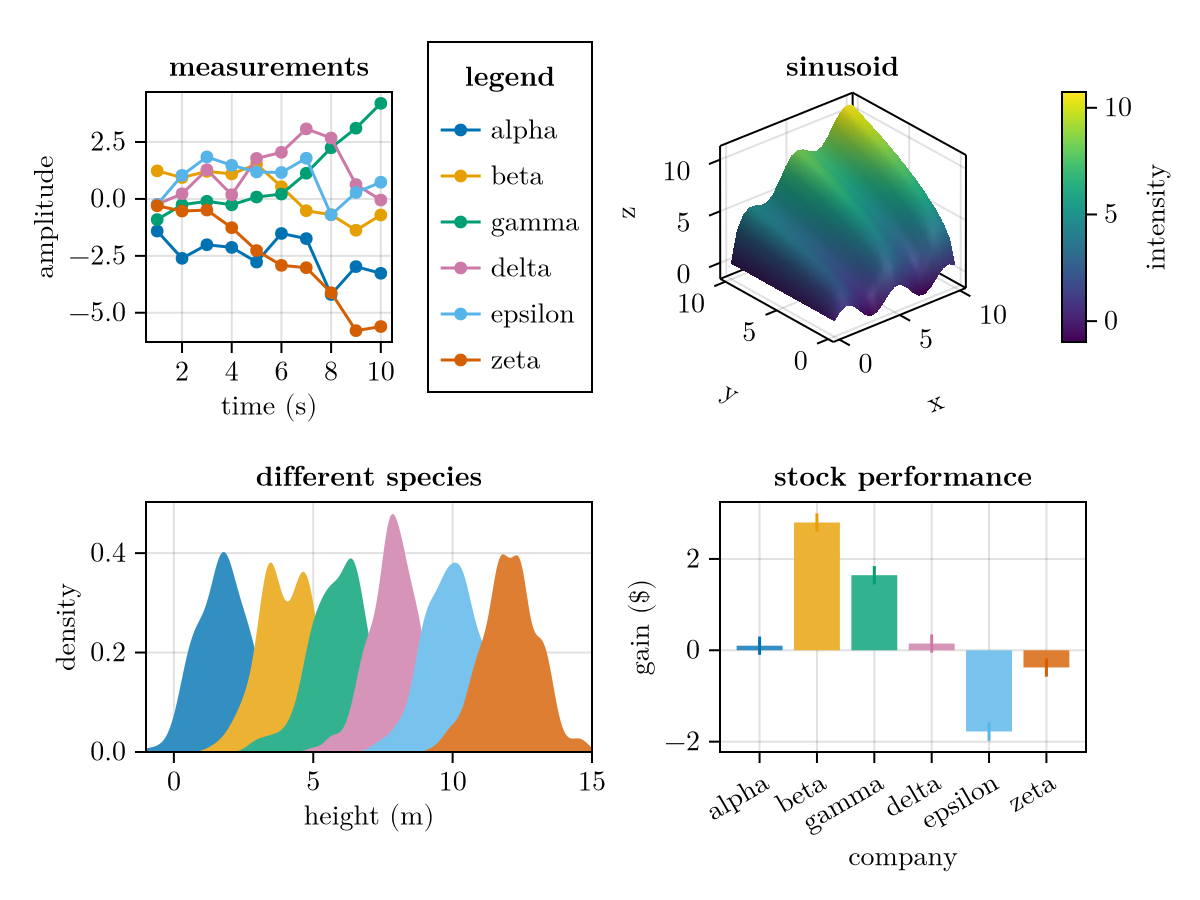 measurements
amplitude
2.5
0.0
−2.5
−5.0
2 4 6 8 10
time (s)
legend
alpha
beta
gamma
delta
epsilon
zeta
sinusoid
z
10
5
0
10
5
0
y
0
5
10
x
10
5
0
intensity
different species
density
0.4
0.2
0.0
0 5 10 15
height (m)
stock performance
gain ($)
2
0
−2
alpha beta gamma delta epsilon zeta
company